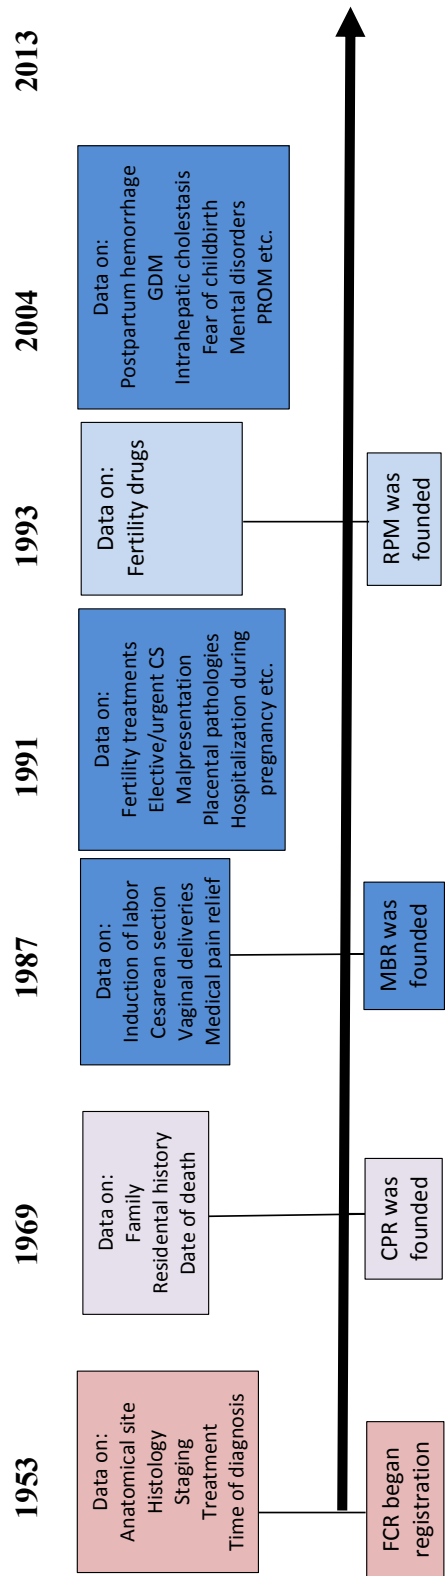 1953
1969
1987
1991
1993
2004
2013
Data on:
Anatomical site
Histology
Staging
Treatment
Time of diagnosis
Data on:
Family
Residental history
Date of death
Data on:
Induction of labor
Cesarean section
Vaginal deliveries
Medical pain relief
Data on:
Fertility treatments
Elective/urgent CS
Malpresentation
Placental pathologies
Hospitalization during
pregnancy etc.
Data on:
Fertility drugs
Data on:
Postpartum hemorrhage
GDM
Intrahepatic cholestasis
Fear of childbirth
Mental disorders
PROM etc.
FCR began
registration
CPR was
founded
MBR was
founded
RPM was
founded